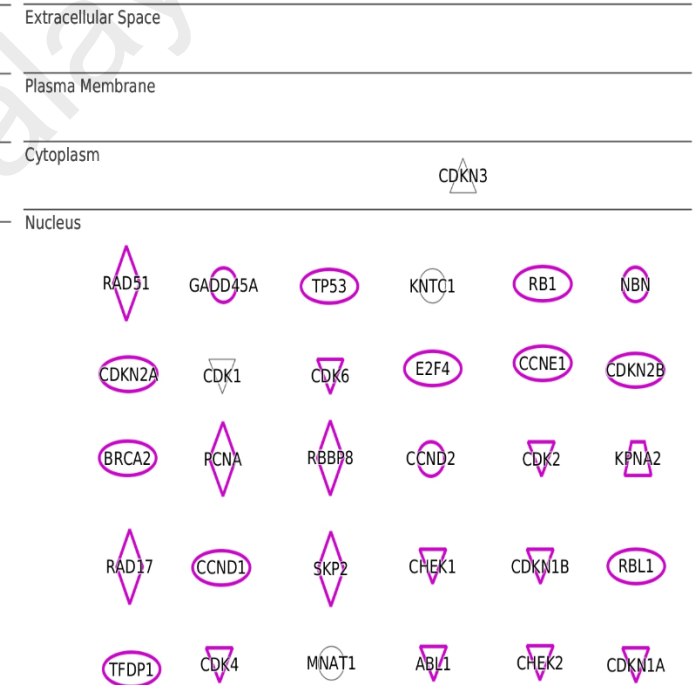 Extracellular Space
Plasma Membrane
Cytoplasm
CDKN3
Nucleus
RAD51 GADD45A TP53 KNTC1 RB1 NBN
CDKN2A CDK1 CDK6 E2F4 CCNE1 CDKN2B
BRCA2 PCNA RBBP8 CCND2 CDK2 KPNA2
RAD17 CCND1 SKP2 CHEK1 CDKN1B RBL1
TFDP1 CDK4 MNAT1 ABL1 CHEK2 CDKN1A
alay